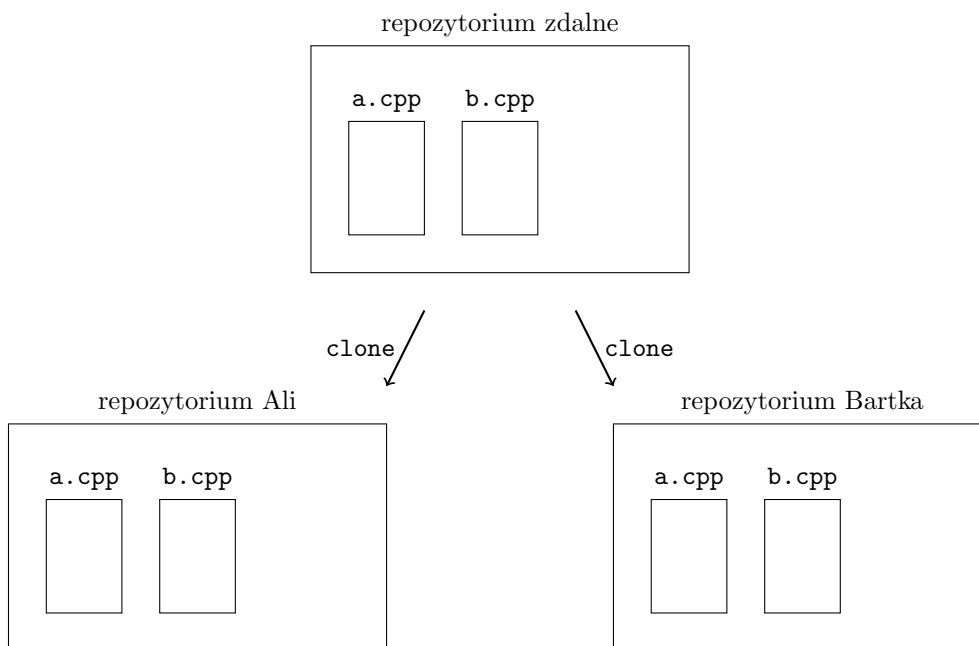 repozytorium zdalne
a.cpp b.cpp
clone clone
repozytorium Ali repozytorium Bartka
a.cpp b.cpp a.cpp b.cpp